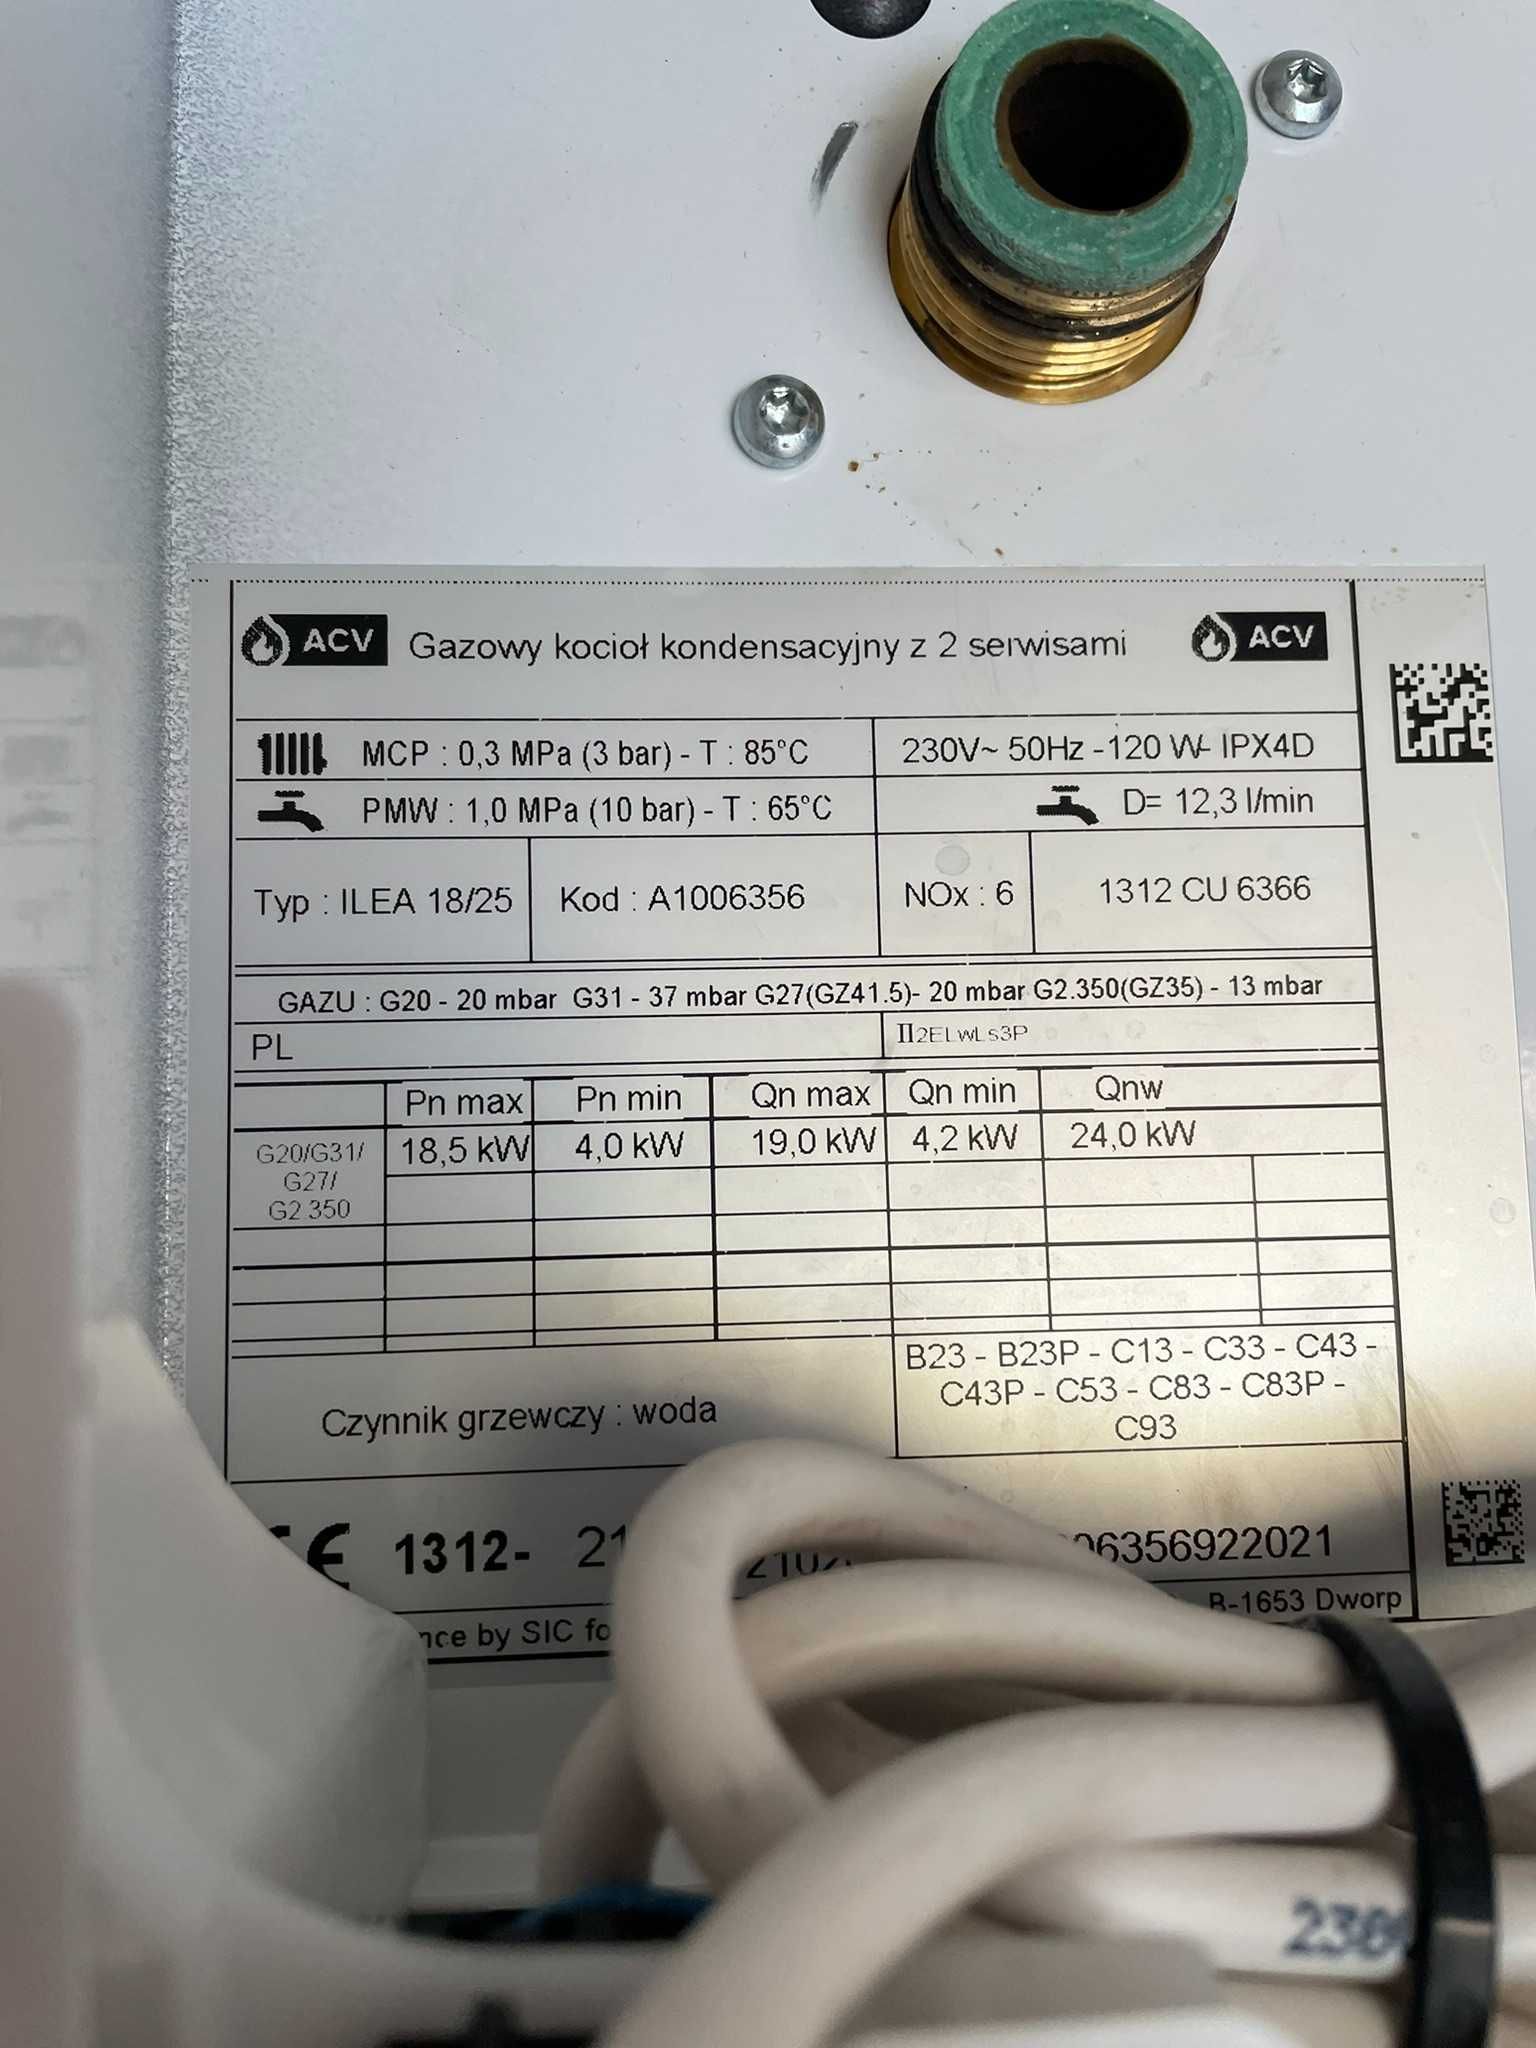 ACV Gazowy kocioł kondensacyjny z 2 serwisami ACV
MCP : 0,3 MPa (3 bar) - T : 85°C 230V~ 50Hz -120 W- IPX4D
PMW : 1,0 MPa (10 bar) - T : 65°C D= 12,3 l/min
Typ : ILEA 18/25 Kod : A1006356 NOx : 6 1312 CU 6366
GAZU : G20 - 20 mbar G31 - 37 mbar G27(GZ41.5)- 20 mbar G2.350(GZ35) - 13 mbar
PL II2ELwLs3P
Pn max Pn min Qn max Qn min Qnw
G20/G31/ 18,5 kW 4,0 kW 19,0 kW 4,2 kW 24,0 kW
G27/
G2 350
B23 - B23P - C13 - C33 - C43 -
C43P - C53 - C83 - C83P -
C93
Czynnik grzewczy : woda
CE 1312- 21 06356922021
B-1653 Dworp
by SIC